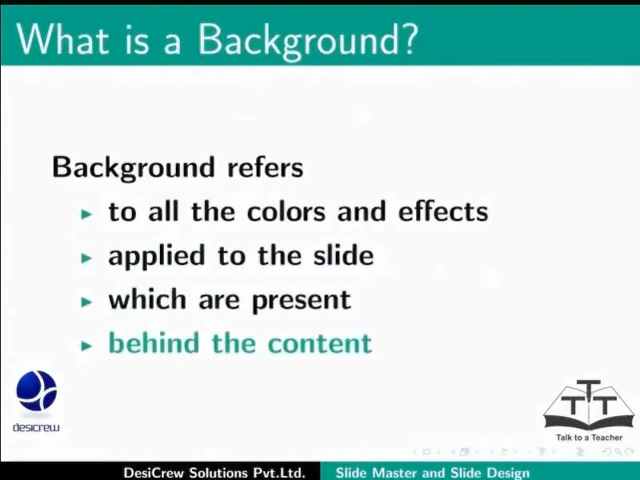 What is a Background?
Background refers
▸ to all the colors and effects
▸ applied to the slide
▸ which are present
▸ behind the content
desicrew
TTT
Talk to a Teacher
DesiCrew Solutions Pvt.Ltd. Slide Master and Slide Design